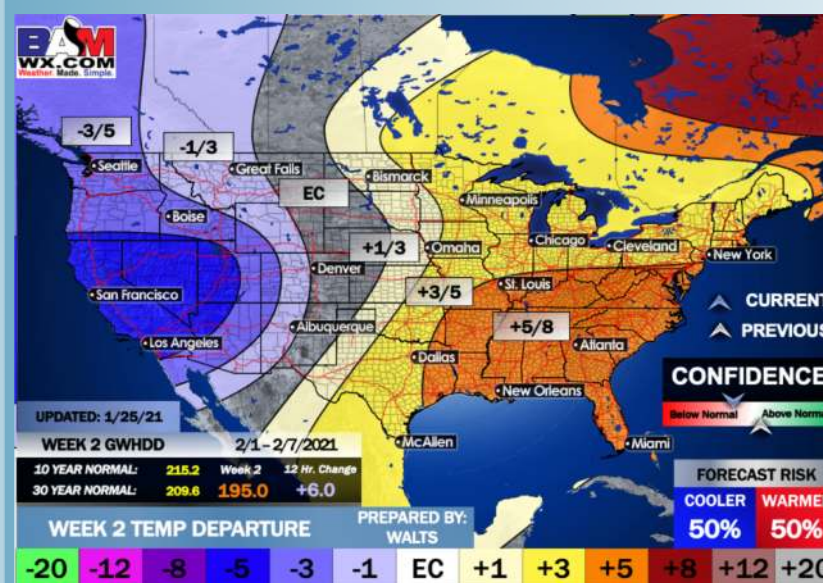 BAM
WX.COM
Weather. Made. Simple.
-3/5
Seattle
-1/3
Great Falls
Bismarck
EC
Minneapolis
Boise
+1/3
Omaha
Chicago
Cleveland
New York
Denver
+3/5
St. Louis
San Francisco
CURRENT
Albuquerque
+5/8
PREVIOUS
Los Angeles
Atlanta
Dallas
CONFIDENCE
New Orleans
Below Normal Above Norma
UPDATED: 1/25/21
WEEK 2 GWHDD 2/1 - 2/7/2021
McAllen
Miami
10 YEAR NORMAL: 215.2 Week 2 12 Hr. Change
30 YEAR NORMAL: 209.6 195.0 +6.0
FORECAST RISK
COOLER WARME
50% 50%
WEEK 2 TEMP DEPARTURE
PREPARED BY:
WALTS
-20 -12 -8 -5 -3 -1 EC +1 +3 +5 +8 +12 +20